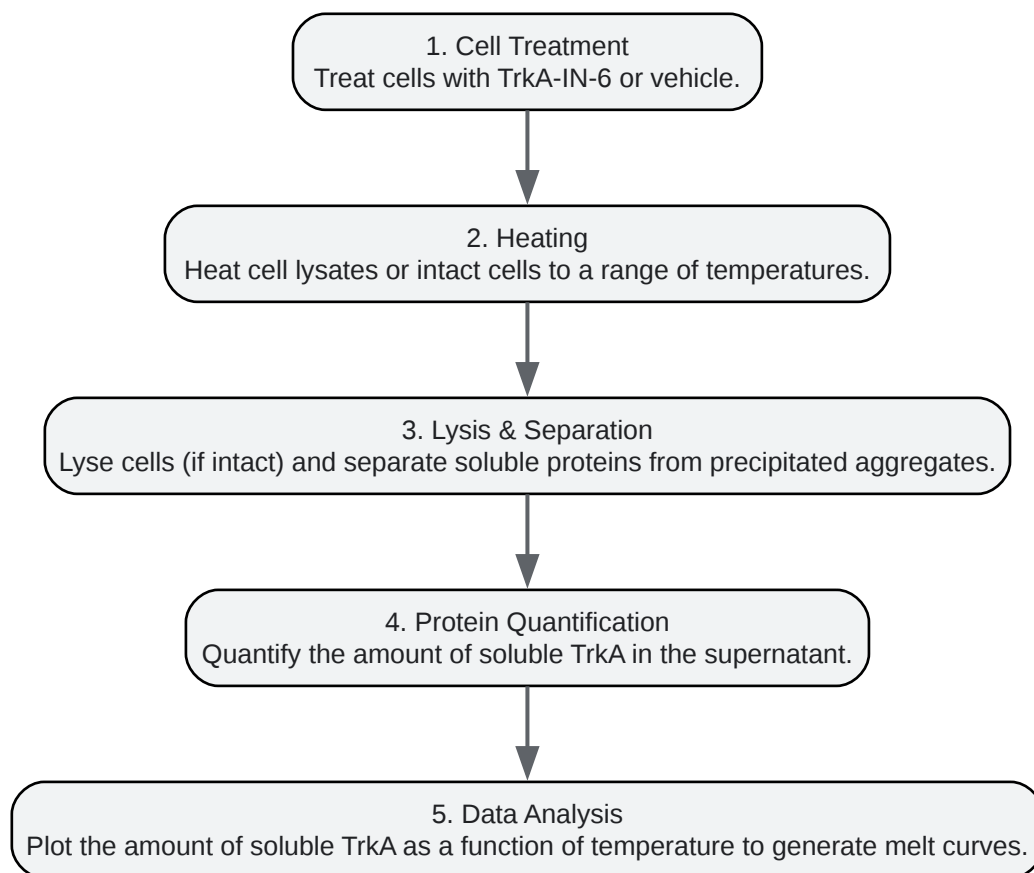 1. Cell Treatment
Treat cells with TrkA-IN-6 or vehicle.
2. Heating
Heat cell lysates or intact cells to a range of temperatures.
3. Lysis & Separation
Lyse cells (if intact) and separate soluble proteins from precipitated aggregates.
4. Protein Quantification
Quantify the amount of soluble TrkA in the supernatant.
5. Data Analysis
Plot the amount of soluble TrkA as a function of temperature to generate melt curves.